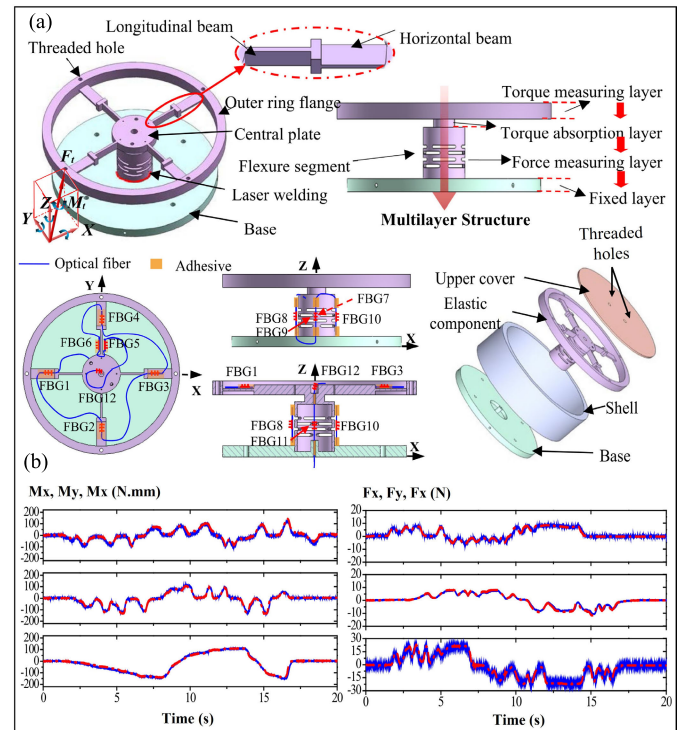 (a)
Longitudinal beam
Threaded hole
Horizontal beam
Outer ring flange
Central plate
Flexure segment
Laser welding
Base
F_t
Z
M_t
Y
X
Torque measuring layer
Torque absorption layer
Force measuring layer
Fixed layer
Multilayer Structure
Optical fiber
Adhesive
Y
FBG4
FBG6
FBG5
FBG1
FBG3
FBG12
FBG2
X
Z
FBG7
FBG8
FBG9
FBG10
X
Z
FBG1
FBG12
FBG3
FBG8
FBG11
FBG10
X
Threaded
holes
Upper cover
Elastic
component
Shell
Base
(b)
Mx, My, Mx (N.mm)
200
100
0
-100
-200
200
100
0
-100
-200
200
100
0
-100
-200
0 5 10 15 20
Time (s)
Fx, Fy, Fx (N)
20
10
0
-10
-20
20
10
0
-10
-20
30
15
0
-15
-30
0 5 10 15 20
Time (s)